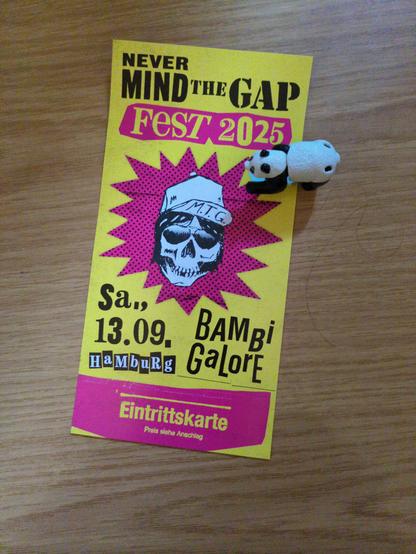 NEVER
MIND THE GAP
FEST 2025
M.T.G
Sa.,
13.09.
HaMbuRg
BAMBi
GaLorE
Eintrittskarte
Preis siehe Anschlag